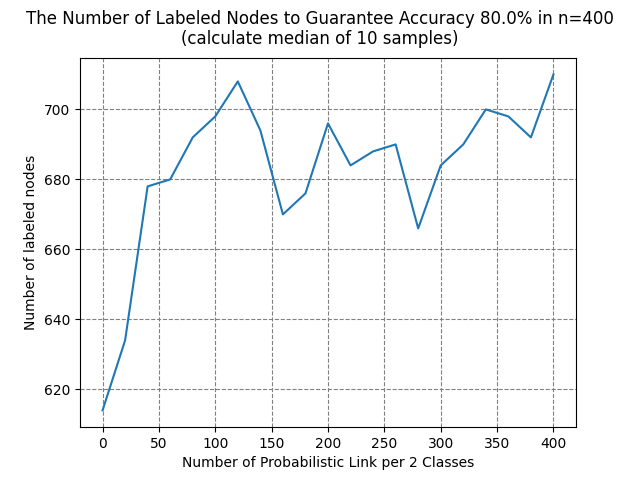 The Number of Labeled Nodes to Guarantee Accuracy 80.0% in n=400
(calculate median of 10 samples)
700
680
660
640
620
Number of labeled nodes
0 50 100 150 200 250 300 350 400
Number of Probabilistic Link per 2 Classes